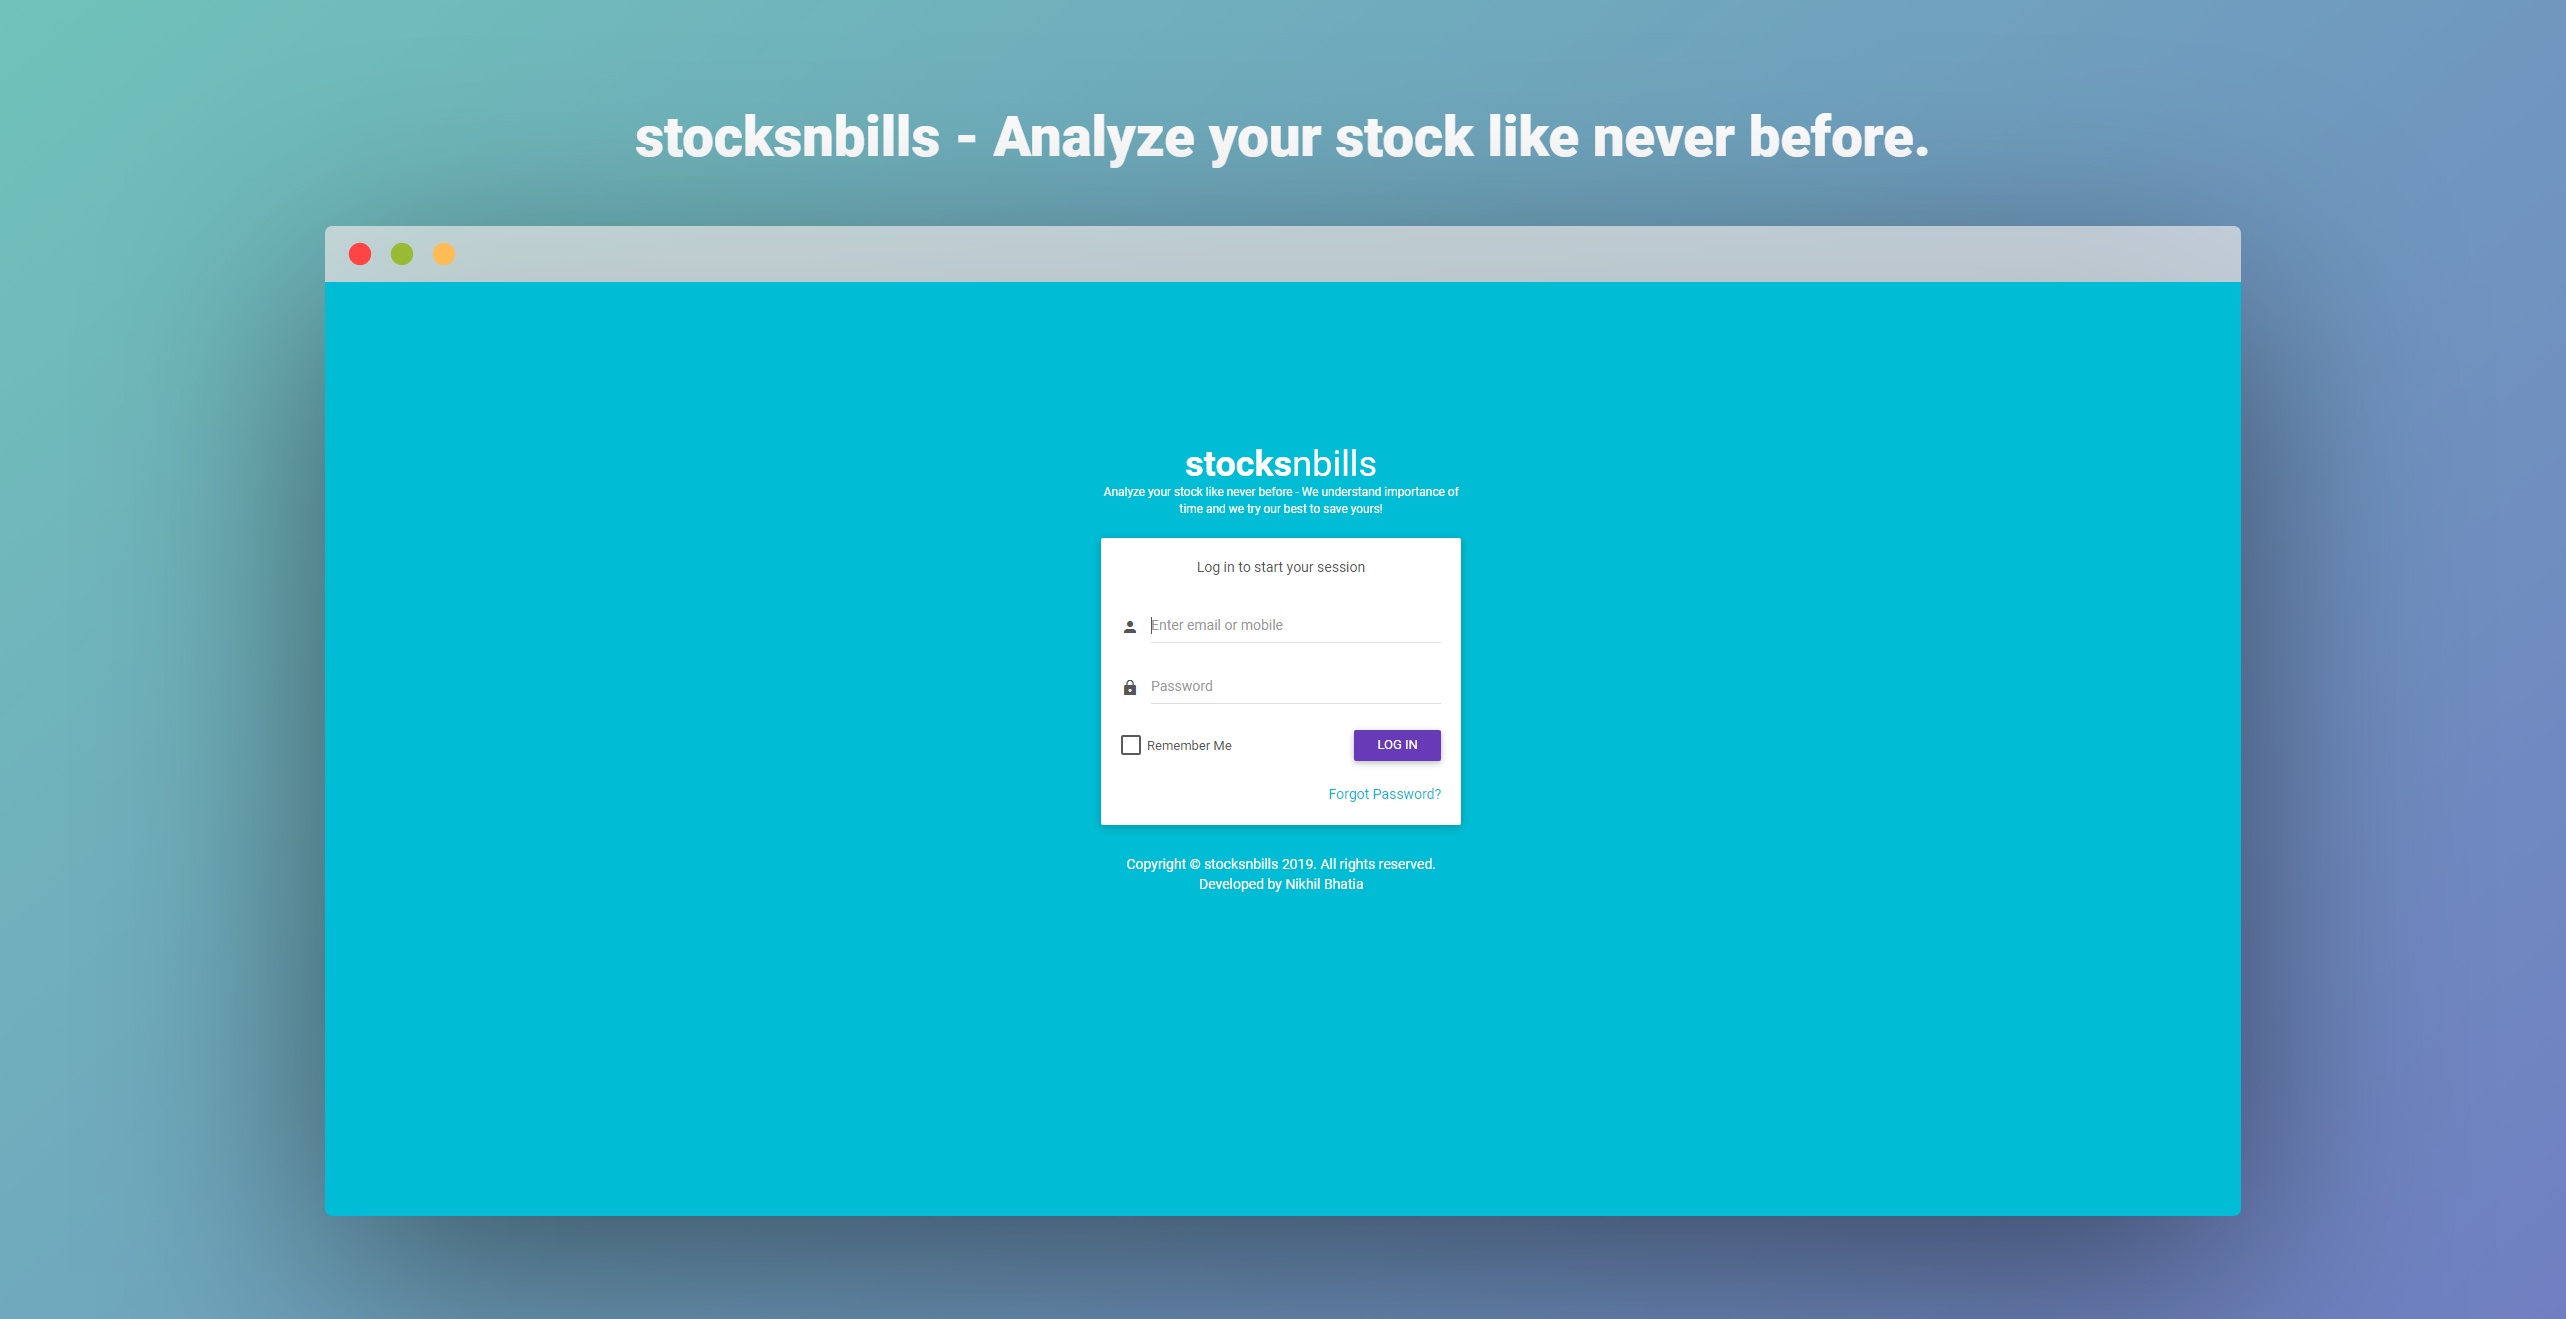 stocksnbills - Analyze your stock like never before.
stocksnbills
Analyze your stock like never before - We understand importance of
time and we try our best to save yours!
Log in to start your session
Enter email or mobile
Password
Remember Me
LOG IN
Forgot Password?
Copyright © stocksnbills 2019. All rights reserved.
Developed by Nikhil Bhatia